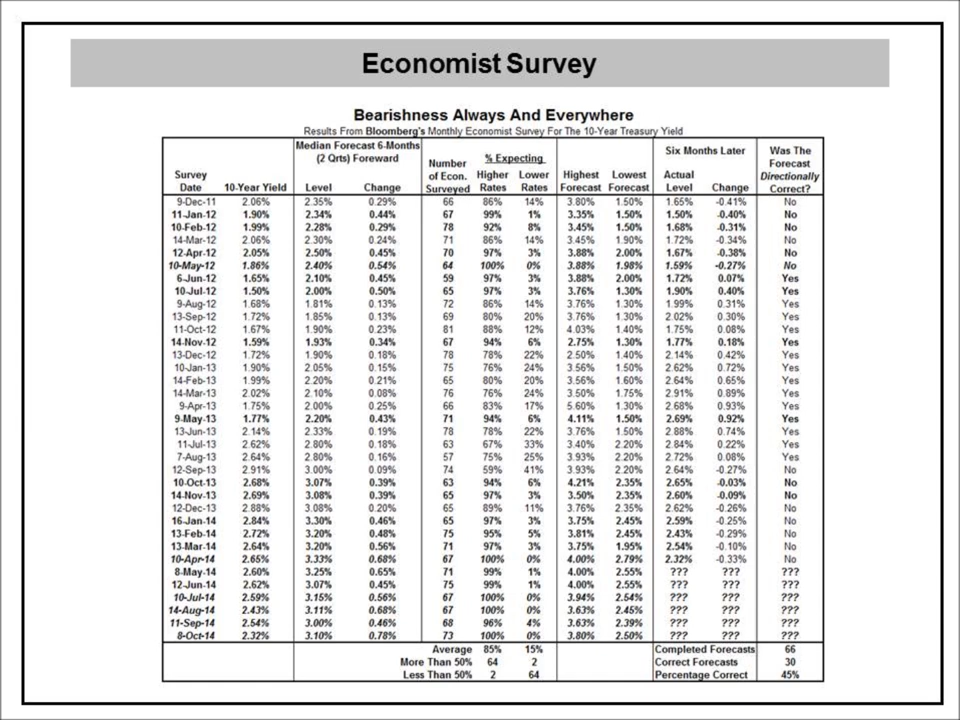 Economist Survey
Bearishness Always And Everywhere
Results From Bloomberg's Monthly Economist Survey For The 10-Year Treasury Yield
Median Forecast 6-Months Six Months Later Was The
(2 Qrts) Foreward Number % Expecting Forecast
Survey of Econ. Higher Lower Highest Lowest Actual Directionally
Date 10-Year Yield Level Change Surveyed Rates Rates Forecast Forecast Level Change Correct?
9-Dec-11 2.06% 2.35% 0.29% 66 86% 14% 3.80% 1.50% 1.65% -0.41% No
11-Jan-12 1.90% 2.34% 0.44% 67 99% 1% 3.35% 1.50% 1.50% -0.40% No
10-Feb-12 1.99% 2.28% 0.29% 78 92% 8% 3.45% 1.50% 1.68% -0.31% No
14-Mar-12 2.06% 2.30% 0.24% 71 86% 14% 3.45% 1.90% 1.72% -0.34% No
12-Apr-12 2.05% 2.50% 0.45% 70 97% 3% 3.88% 2.00% 1.67% -0.38% No
10-May-12 1.86% 2.40% 0.54% 64 100% 0% 3.88% 1.98% 1.59% -0.27% No
6-Jun-12 1.65% 2.10% 0.45% 59 97% 3% 3.88% 2.00% 1.72% 0.07% Yes
10-Jul-12 1.50% 2.00% 0.50% 65 97% 3% 3.76% 1.30% 1.90% 0.40% Yes
9-Aug-12 1.68% 1.81% 0.13% 72 86% 14% 3.76% 1.30% 1.99% 0.31% Yes
13-Sep-12 1.72% 1.85% 0.13% 69 80% 20% 3.76% 1.30% 2.02% 0.30% Yes
11-Oct-12 1.67% 1.90% 0.23% 81 88% 12% 4.03% 1.40% 1.75% 0.08% Yes
14-Nov-12 1.59% 1.93% 0.34% 67 94% 6% 2.75% 1.30% 1.77% 0.18% Yes
13-Dec-12 1.72% 1.90% 0.18% 78 78% 22% 2.50% 1.40% 2.14% 0.42% Yes
10-Jan-13 1.90% 2.05% 0.15% 75 76% 24% 3.56% 1.50% 2.62% 0.72% Yes
14-Feb-13 1.99% 2.20% 0.21% 65 80% 20% 3.56% 1.60% 2.64% 0.65% Yes
14-Mar-13 2.02% 2.10% 0.08% 76 76% 24% 3.50% 1.75% 2.91% 0.89% Yes
9-Apr-13 1.75% 2.00% 0.25% 66 83% 17% 5.60% 1.30% 2.68% 0.93% Yes
9-May-13 1.77% 2.20% 0.43% 71 94% 6% 4.11% 1.50% 2.69% 0.92% Yes
13-Jun-13 2.14% 2.33% 0.19% 78 78% 22% 3.76% 1.50% 2.88% 0.74% Yes
11-Jul-13 2.62% 2.80% 0.18% 63 67% 33% 3.40% 2.20% 2.84% 0.22% Yes
7-Aug-13 2.64% 2.80% 0.16% 57 75% 25% 3.93% 2.20% 2.72% 0.08% Yes
12-Sep-13 2.91% 3.00% 0.09% 74 59% 41% 3.93% 2.20% 2.64% -0.27% No
10-Oct-13 2.68% 3.07% 0.39% 63 94% 6% 4.21% 2.35% 2.65% -0.03% No
14-Nov-13 2.69% 3.08% 0.39% 65 97% 3% 3.50% 2.35% 2.60% -0.09% No
12-Dec-13 2.88% 3.08% 0.20% 65 89% 11% 3.76% 2.35% 2.62% -0.26% No
16-Jan-14 2.84% 3.30% 0.46% 65 97% 3% 3.75% 2.45% 2.59% -0.25% No
13-Feb-14 2.72% 3.20% 0.48% 75 95% 5% 3.81% 2.45% 2.43% -0.29% No
13-Mar-14 2.64% 3.20% 0.56% 71 97% 3% 3.75% 1.95% 2.54% -0.10% No
10-Apr-14 2.65% 3.33% 0.68% 67 100% 0% 4.00% 2.79% 2.32% -0.33% No
8-May-14 2.60% 3.25% 0.65% 71 99% 1% 4.00% 2.55% ??? ??? ???
12-Jun-14 2.62% 3.07% 0.45% 75 99% 1% 4.00% 2.55% ??? ??? ???
10-Jul-14 2.59% 3.15% 0.56% 67 100% 0% 3.94% 2.54% ??? ??? ???
14-Aug-14 2.43% 3.11% 0.68% 67 100% 0% 3.63% 2.45% ??? ??? ???
11-Sep-14 2.54% 3.00% 0.46% 68 96% 4% 3.63% 2.39% ??? ??? ???
8-Oct-14 2.32% 3.10% 0.78% 73 100% 0% 3.80% 2.50% ??? ??? ???
Average 85% 15% Completed Forecasts 66
More Than 50% 64 2 Correct Forecasts 30
Less Than 50% 2 64 Percentage Correct 45%